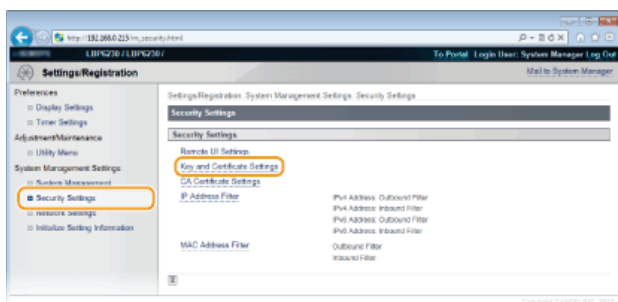 http://192.168.0.215/m_security.html
LBP6230 / LBP6230 /
To Portal Login User: System Manager Log Out
Settings/Registration
Mail to System Manager
Preferences
Display Settings
Timer Settings
Adjustment/Maintenance
Utility Menu
System Management Settings
System Management
Security Settings
Network Settings
Initialize Setting Information
Settings/Registration: System Management Settings: Security Settings
Security Settings
Security Settings
Remote UI Settings
Key and Certificate Settings
CA Certificate Settings
IP Address Filter
IPv4 Address: Outbound Filter
IPv4 Address: Inbound Filter
IPv6 Address: Outbound Filter
IPv6 Address: Inbound Filter
MAC Address Filter
Outbound Filter
Inbound Filter